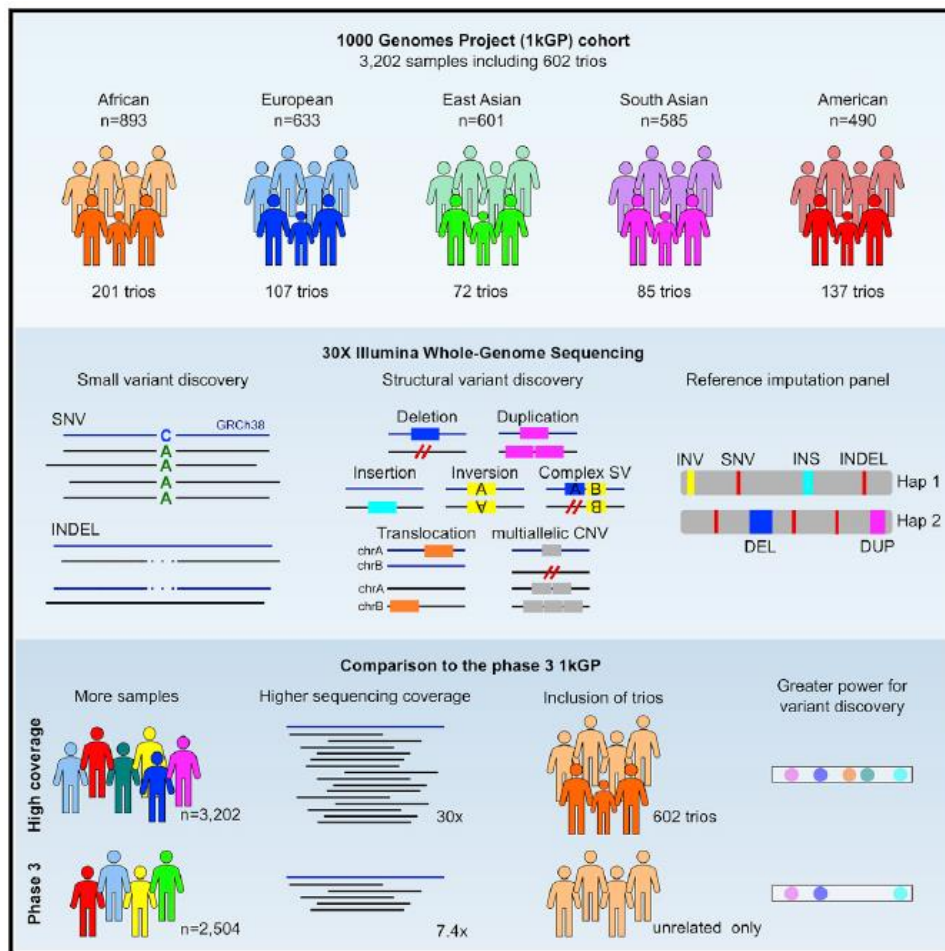 1000 Genomes Project (1kGP) cohort
3,202 samples including 602 trios
African
n=893
European
n=633
East Asian
n=601
South Asian
n=585
American
n=490
201 trios
107 trios
72 trios
85 trios
137 trios
30X Illumina Whole-Genome Sequencing
Small variant discovery
SNV
GRCh38
C
A
A
A
A
INDEL
Structural variant discovery
Deletion
Duplication
Insertion
Inversion
A
A
Complex SV
A B
B
Translocation
chrA
chrB
chrA
chrB
multiallelic CNV
Reference imputation panel
INV SNV INS INDEL
Hap 1
Hap 2
DEL DUP
Comparison to the phase 3 1kGP
More samples
Higher sequencing coverage
Inclusion of trios
Greater power for
variant discovery
High coverage
n=3,202
30x
602 trios
Phase 3
n=2,504
7.4x
unrelated only